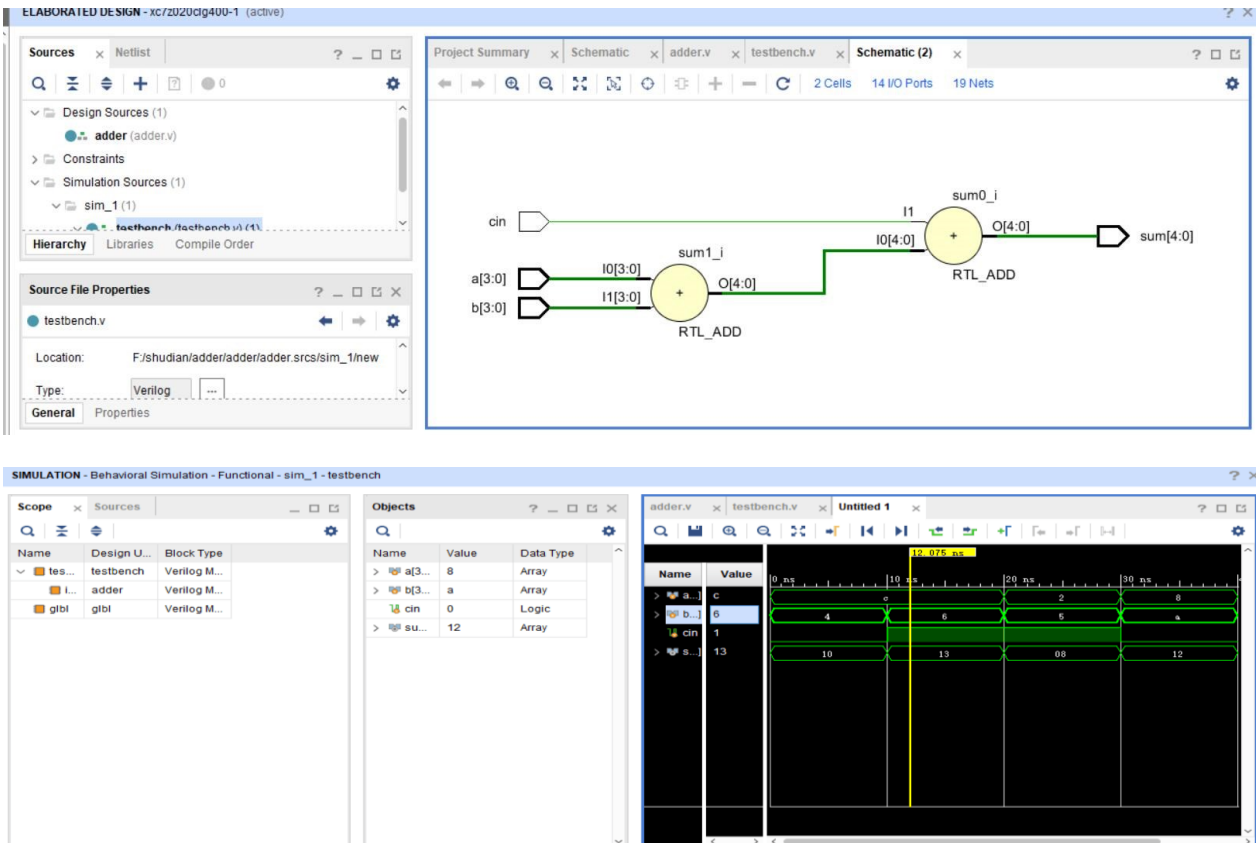 ELABORATED DESIGN - xc7z020clg400-1 (active)
Sources Netlist
0
Design Sources (1)
adder (adder.v)
Constraints
Simulation Sources (1)
sim_1 (1)
testbench (testbench.v) (1)
Hierarchy Libraries Compile Order
Source File Properties
testbench.v
Location: F:/shudian/adder/adder/adder.srcs/sim_1/new
Type: Verilog ...
General Properties
Project Summary Schematic adder.v testbench.v Schematic (2)
2 Cells 14 I/O Ports 19 Nets
sum0_i
cin I1 O[4:0] sum[4:0]
I0[4:0] +
RTL_ADD
sum1_i
a[3:0] I0[3:0] O[4:0]
b[3:0] I1[3:0] +
RTL_ADD
SIMULATION - Behavioral Simulation - Functional - sim_1 - testbench
Scope Sources
Name Design U... Block Type
tes... testbench Verilog M...
i... adder Verilog M...
glbl glbl Verilog M...
Objects
Name Value Data Type
a[3... 8 Array
b[3... a Array
cin 0 Logic
su... 12 Array
adder.v testbench.v Untitled 1
12.075 ns
Name Value 0 ns 10 ns 20 ns 30 ns
a...] c c 2 8
b...] 6 4 6 5 a
cin 1
s...] 13 10 13 08 12